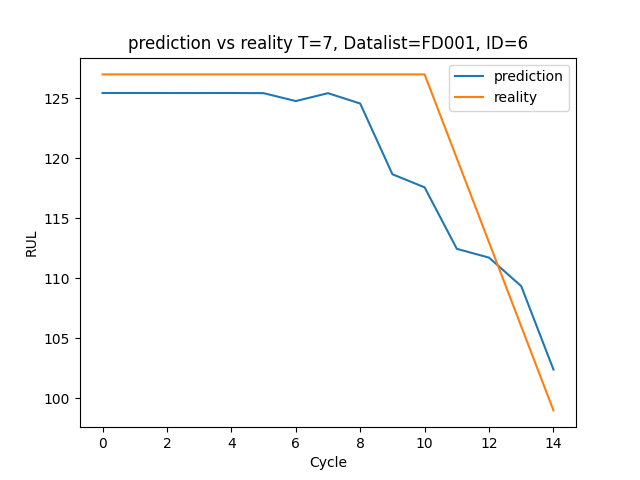 prediction vs reality T=7, Datalist=FD001, ID=6
prediction
reality
RUL
125
120
115
110
105
100
0 2 4 6 8 10 12 14
Cycle